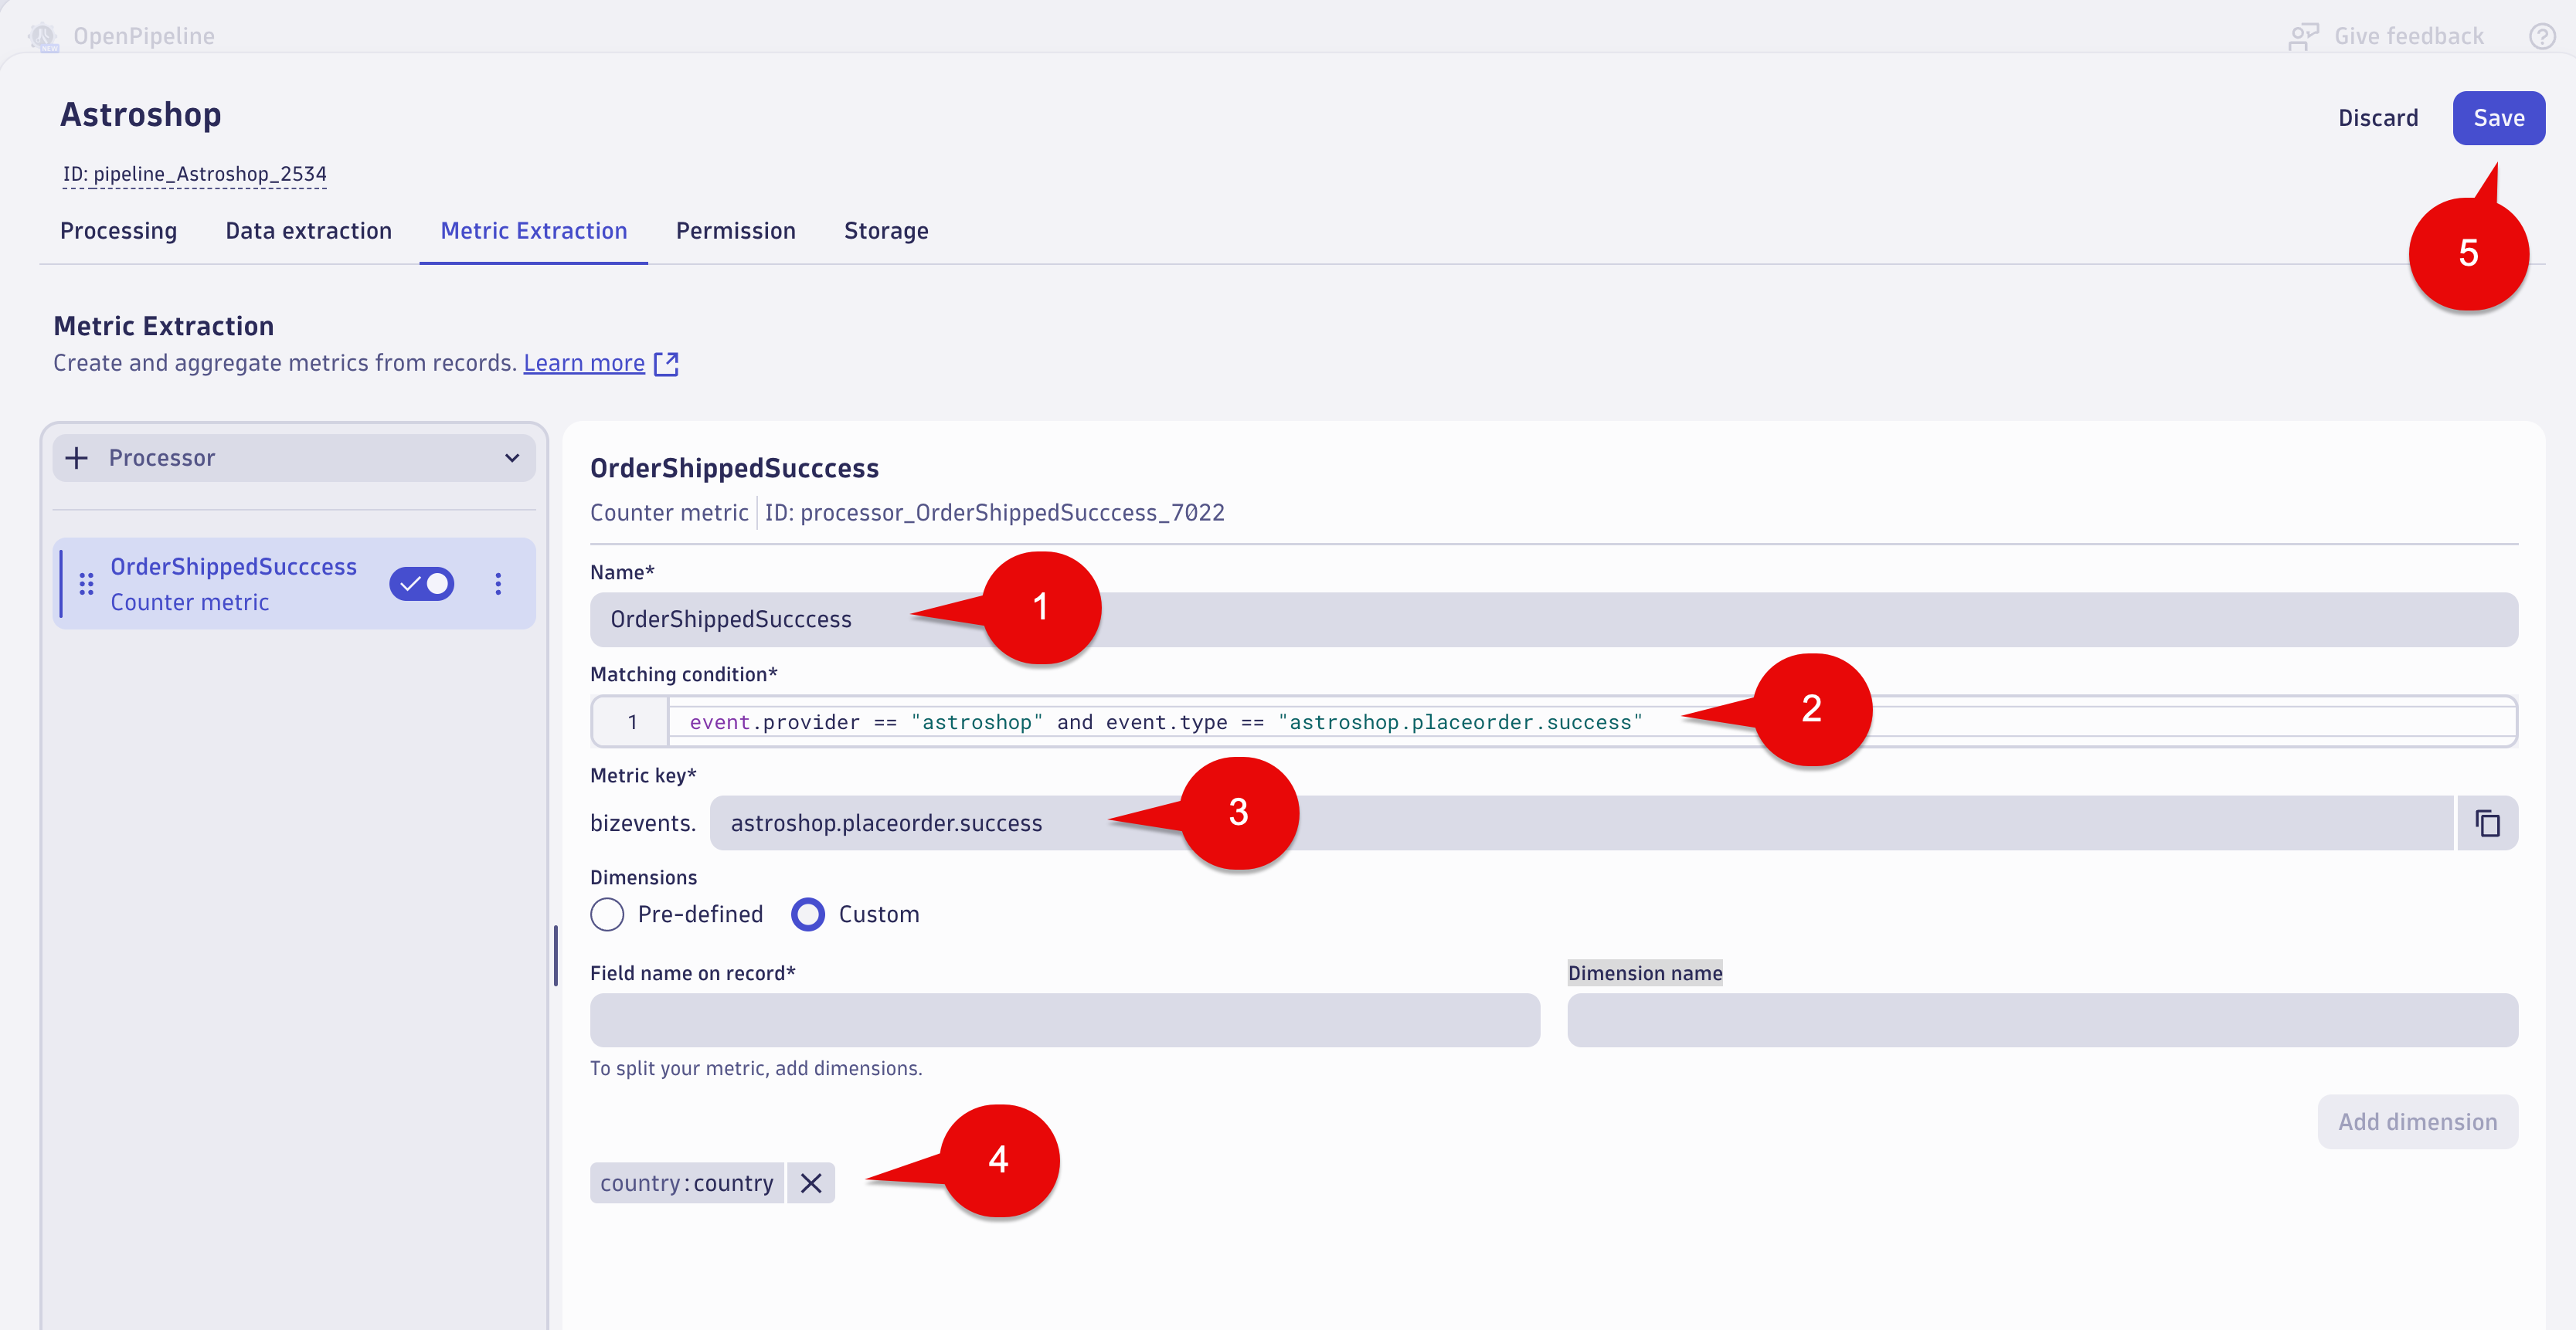 OpenPipeline
Give feedback
Astroshop
Discard
Save
ID: pipeline_Astroshop_2534
Processing
Data extraction
Metric Extraction
Permission
Storage
5
Metric Extraction
Create and aggregate metrics from records. Learn more
Processor
OrderShippedSucccess
Counter metric
OrderShippedSucccess
Counter metric ID: processor_OrderShippedSucccess_7022
Name*
OrderShippedSucccess
1
Matching condition*
1 event.provider == "astroshop" and event.type == "astroshop.placeorder.success"
2
Metric key*
bizevents. astroshop.placeorder.success
3
Dimensions
Pre-defined
Custom
Field name on record*
Dimension name
To split your metric, add dimensions.
Add dimension
country:country
4